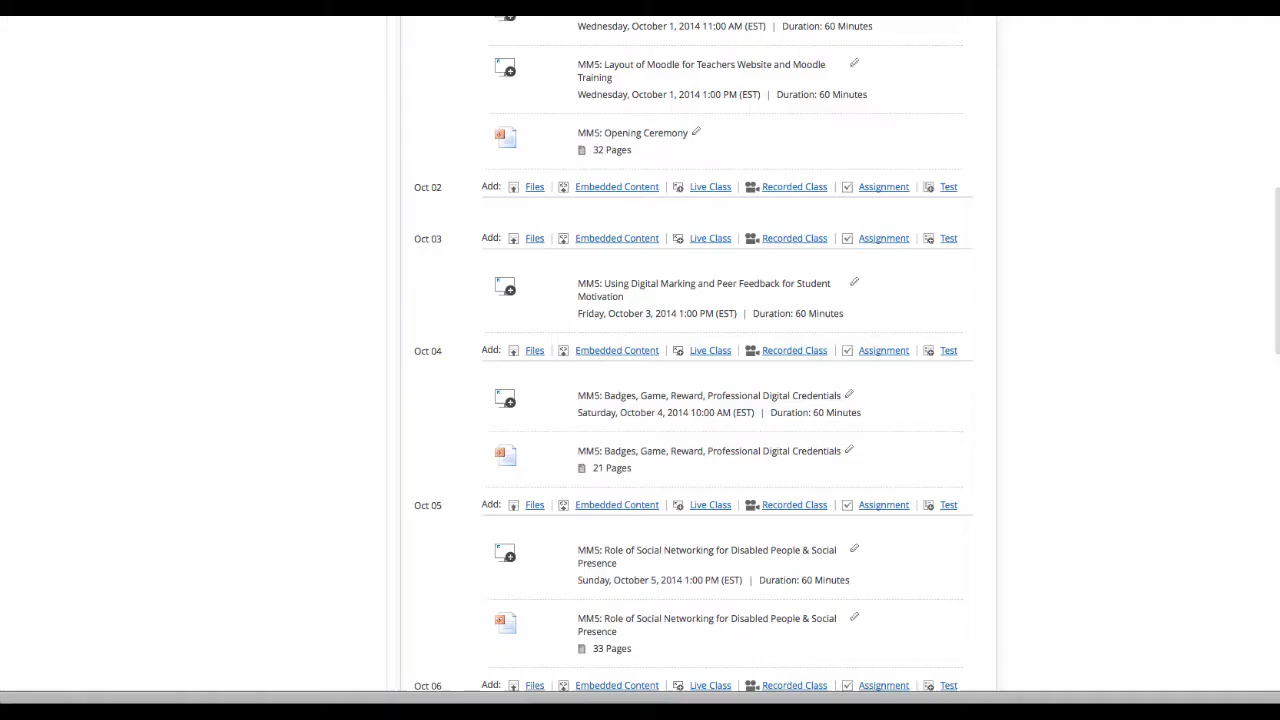 Wednesday, October 1, 2014 11:00 AM (EST) | Duration: 60 Minutes
MM5: Layout of Moodle for Teachers Website and Moodle
Training
Wednesday, October 1, 2014 1:00 PM (EST) | Duration: 60 Minutes
MM5: Opening Ceremony
32 Pages
Oct 02 Add: Files | Embedded Content | Live Class | Recorded Class | Assignment | Test
Oct 03 Add: Files | Embedded Content | Live Class | Recorded Class | Assignment | Test
MM5: Using Digital Marking and Peer Feedback for Student
Motivation
Friday, October 3, 2014 1:00 PM (EST) | Duration: 60 Minutes
Oct 04 Add: Files | Embedded Content | Live Class | Recorded Class | Assignment | Test
MM5: Badges, Game, Reward, Professional Digital Credentials
Saturday, October 4, 2014 10:00 AM (EST) | Duration: 60 Minutes
MM5: Badges, Game, Reward, Professional Digital Credentials
21 Pages
Oct 05 Add: Files | Embedded Content | Live Class | Recorded Class | Assignment | Test
MM5: Role of Social Networking for Disabled People & Social
Presence
Sunday, October 5, 2014 1:00 PM (EST) | Duration: 60 Minutes
MM5: Role of Social Networking for Disabled People & Social
Presence
33 Pages
Oct 06 Add: Files | Embedded Content | Live Class | Recorded Class | Assignment | Test